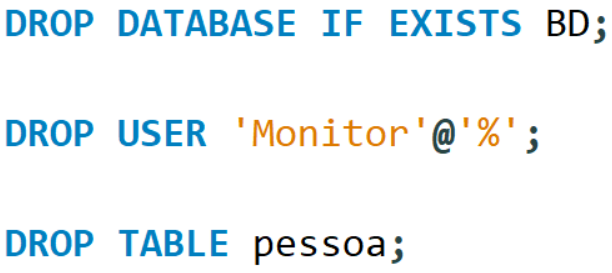 DROP DATABASE IF EXISTS BD;
DROP USER 'Monitor'@'%';
DROP TABLE pessoa;